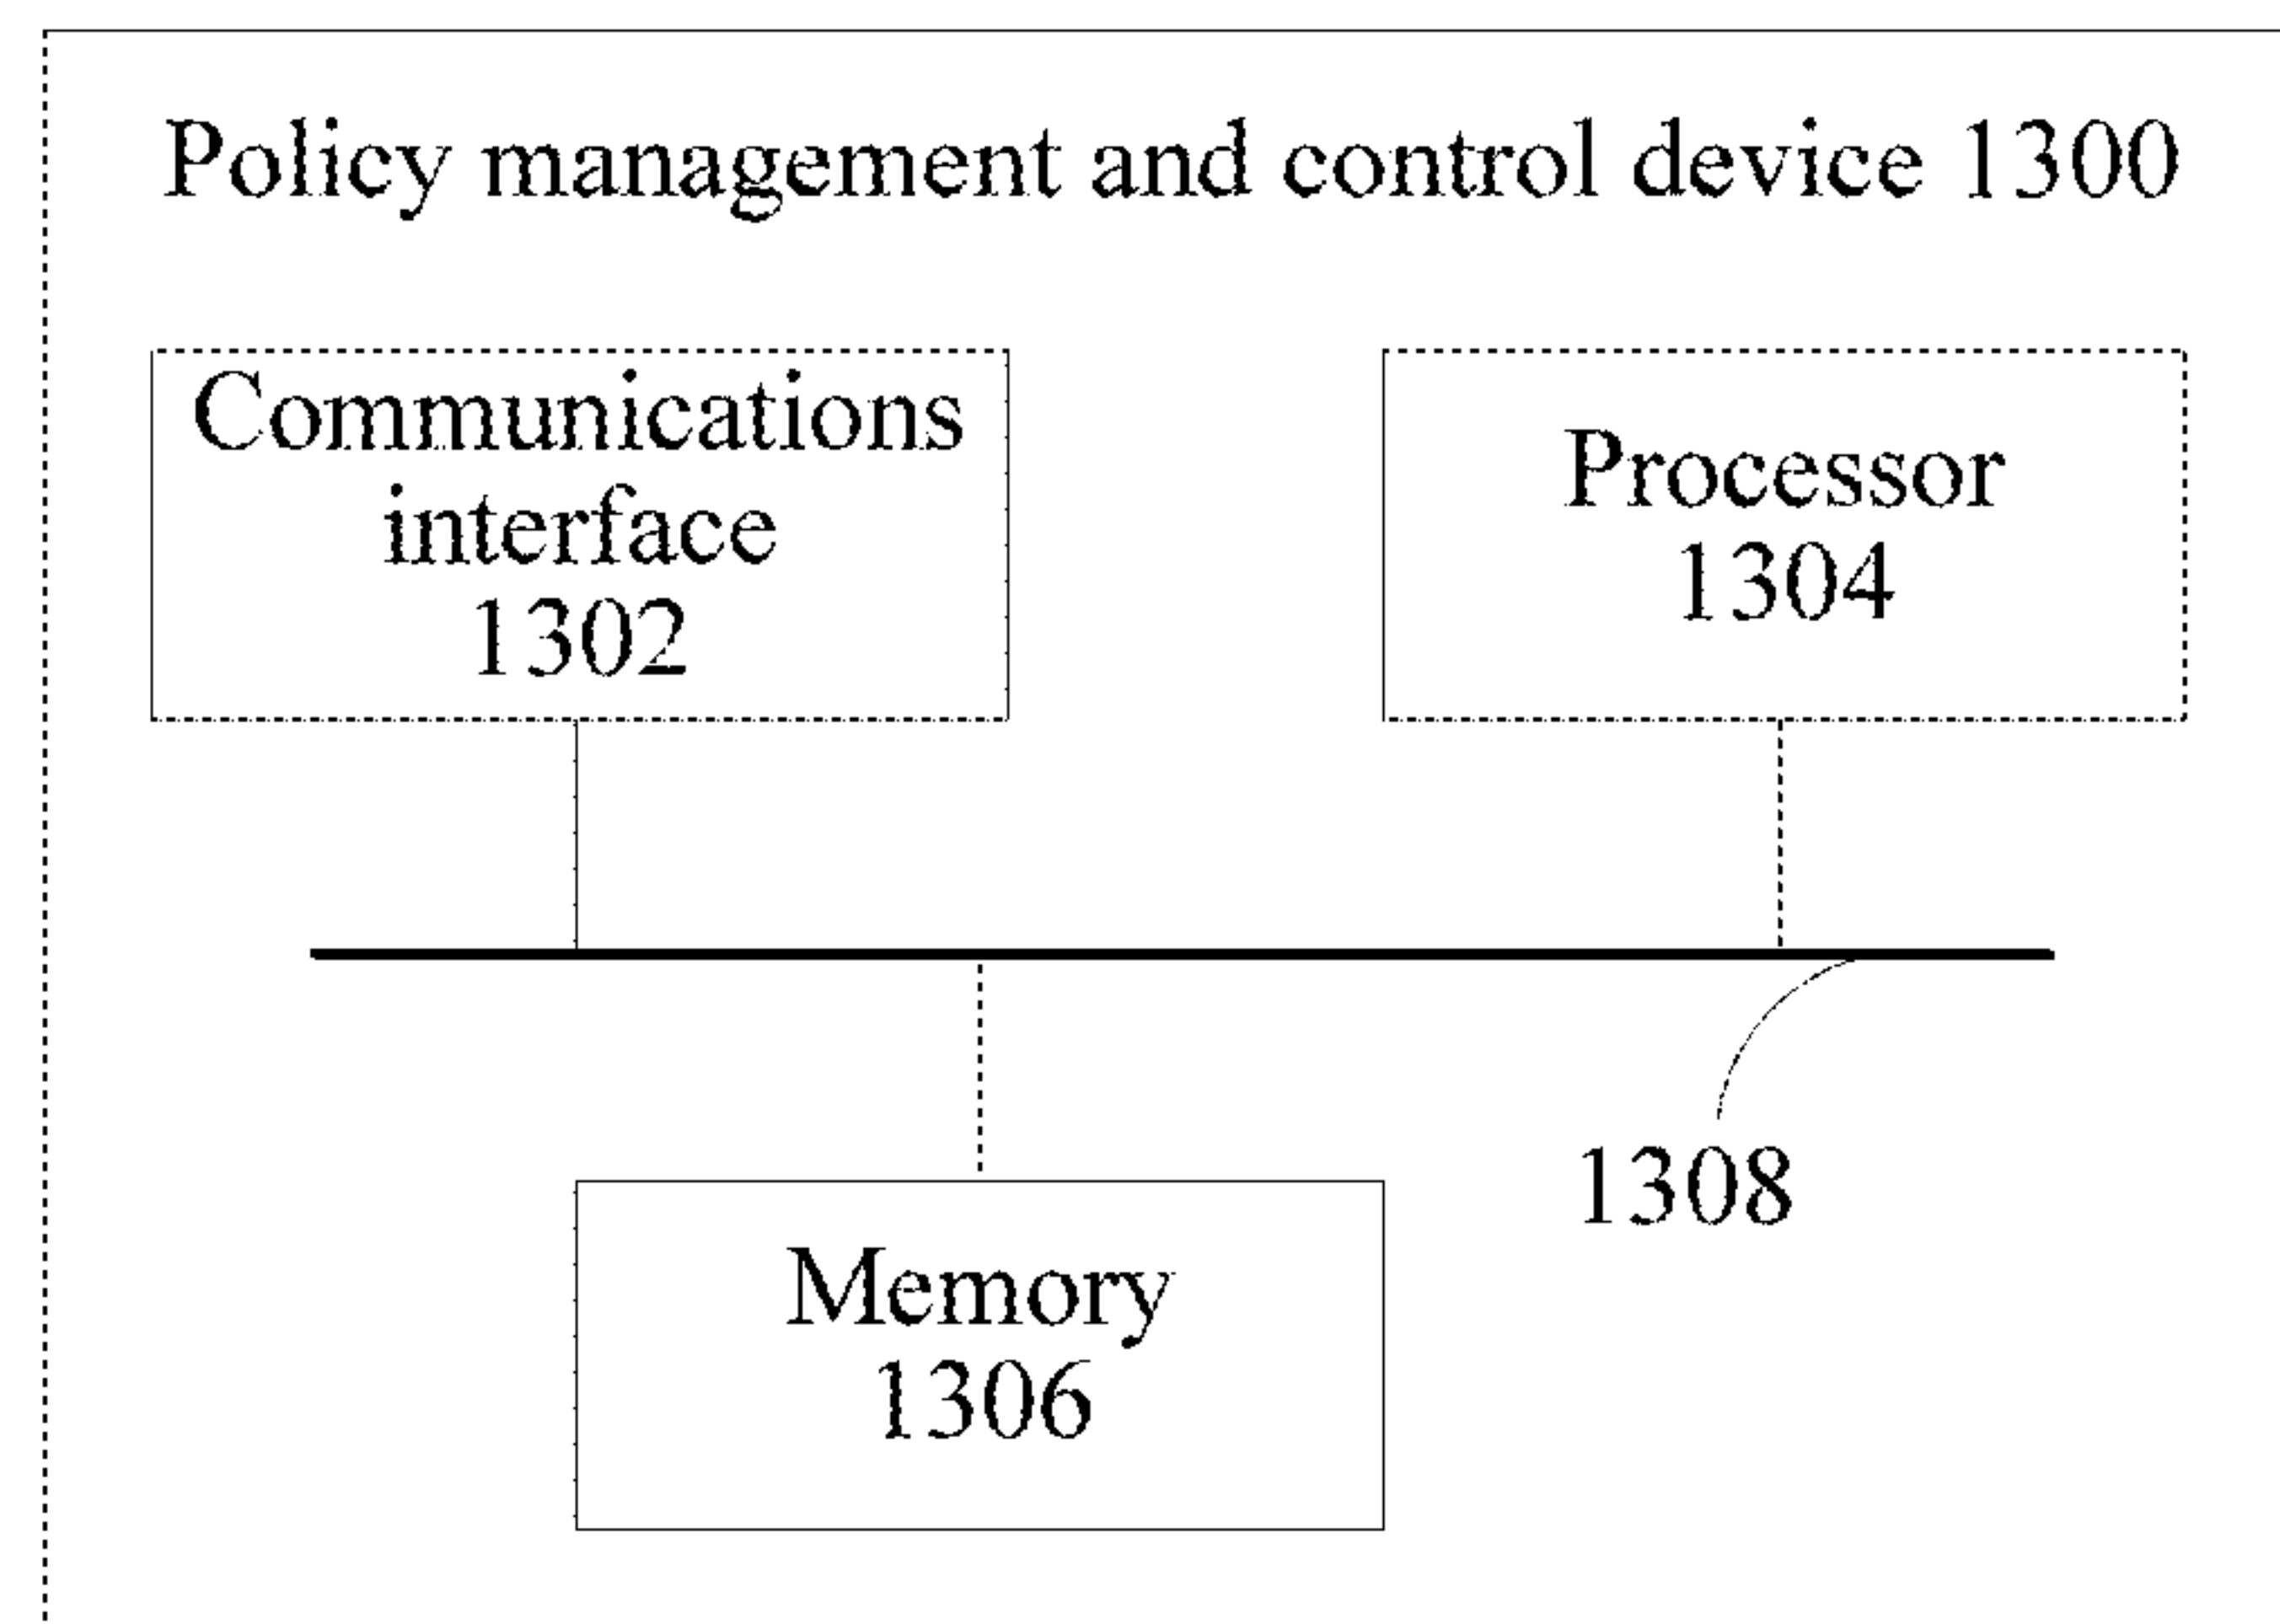 Policy management and control device 1300
Communications
interface
1302
Processor
1304
1308
Memory
1306